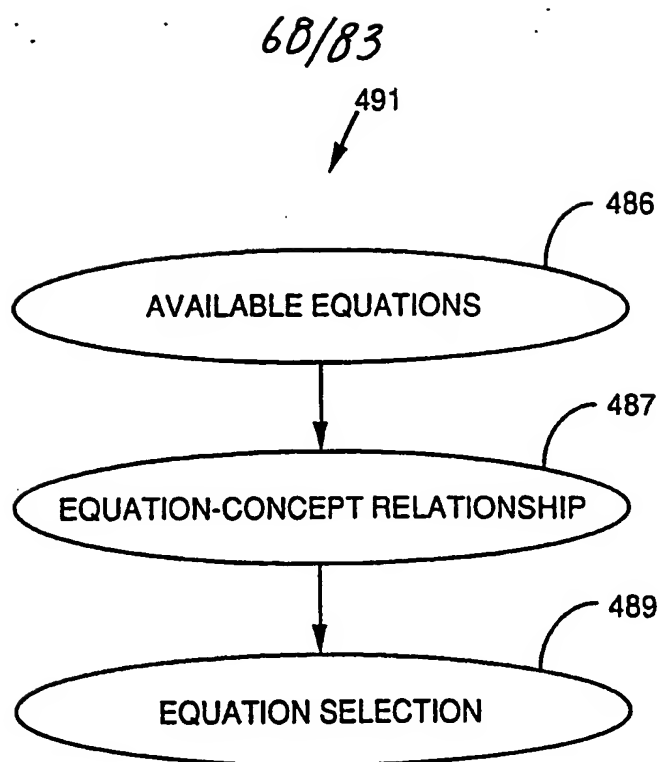 68/83
491
486
AVAILABLE EQUATIONS
487
EQUATION-CONCEPT RELATIONSHIP
489
EQUATION SELECTION